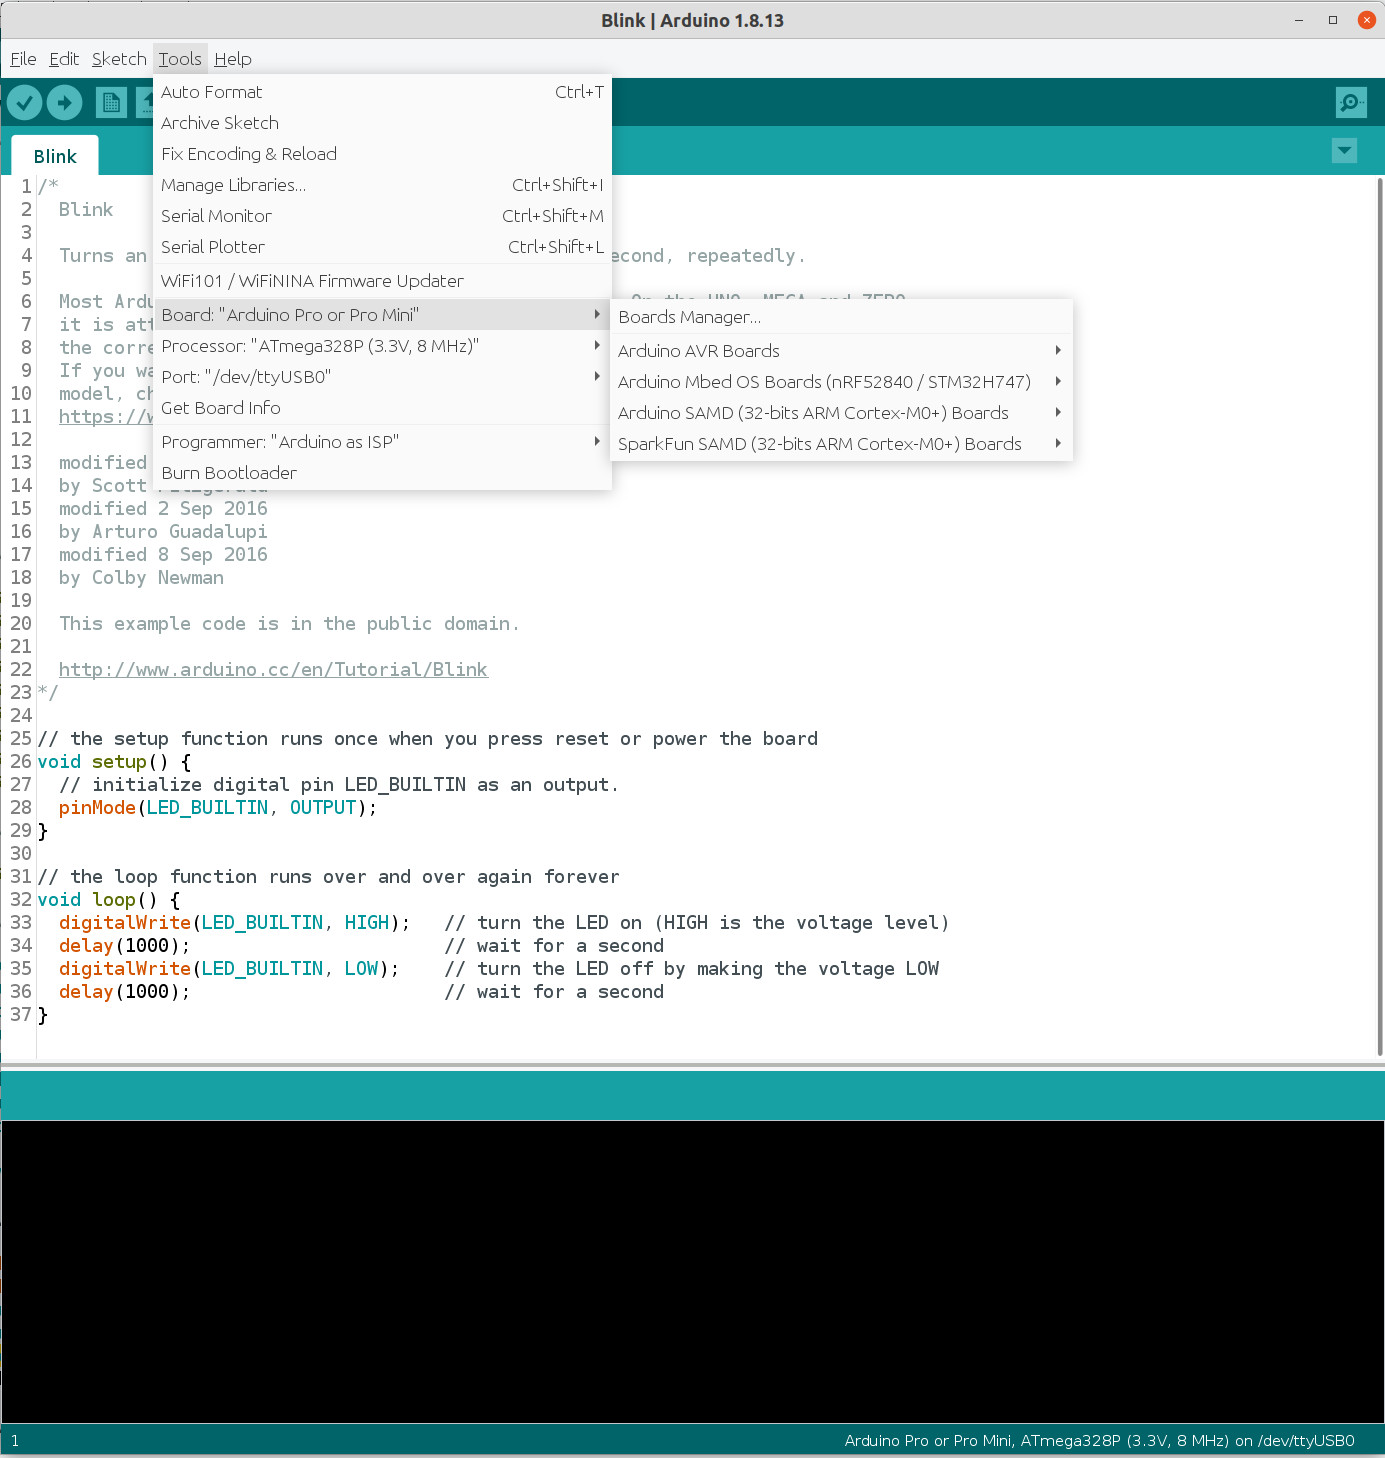 Blink | Arduino 1.8.13
File Edit Sketch Tools Help
Auto Format Ctrl+T
Archive Sketch
Fix Encoding & Reload
Manage Libraries... Ctrl+Shift+I
Serial Monitor Ctrl+Shift+M
Serial Plotter Ctrl+Shift+L
WiFi101 / WiFiNINA Firmware Updater
Board: "Arduino Pro or Pro Mini"
Processor: "ATmega328P (3.3V, 8 MHz)"
Port: "/dev/ttyUSB0"
Get Board Info
Programmer: "Arduino as ISP"
Burn Bootloader
Boards Manager...
Arduino AVR Boards
Arduino Mbed OS Boards (nRF52840 / STM32H747)
Arduino SAMD (32-bits ARM Cortex-M0+) Boards
SparkFun SAMD (32-bits ARM Cortex-M0+) Boards
Blink
1 /*
2 Blink
3
4 Turns an econd, repeatedly.
5
6 Most Ardu On the UNO, MEGA and ZERO
7 it is att
8 the corre
9 If you wa
10 model, ch
11 https://w
12
13 modified
14 by Scott Fitzgerald
15 modified 2 Sep 2016
16 by Arturo Guadalupi
17 modified 8 Sep 2016
18 by Colby Newman
19
20 This example code is in the public domain.
21
22 http://www.arduino.cc/en/Tutorial/Blink
23 */
24
25 // the setup function runs once when you press reset or power the board
26 void setup() {
27 // initialize digital pin LED_BUILTIN as an output.
28 pinMode(LED_BUILTIN, OUTPUT);
29 }
30
31 // the loop function runs over and over again forever
32 void loop() {
33 digitalWrite(LED_BUILTIN, HIGH); // turn the LED on (HIGH is the voltage level)
34 delay(1000); // wait for a second
35 digitalWrite(LED_BUILTIN, LOW); // turn the LED off by making the voltage LOW
36 delay(1000); // wait for a second
37 }
1 Arduino Pro or Pro Mini, ATmega328P (3.3V, 8 MHz) on /dev/ttyUSB0